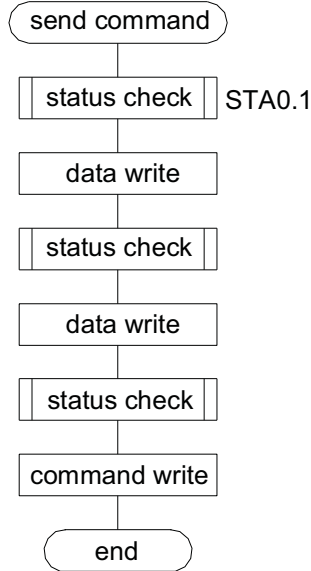 send command
status check
STA0.1
data write
status check
data write
status check
command write
end